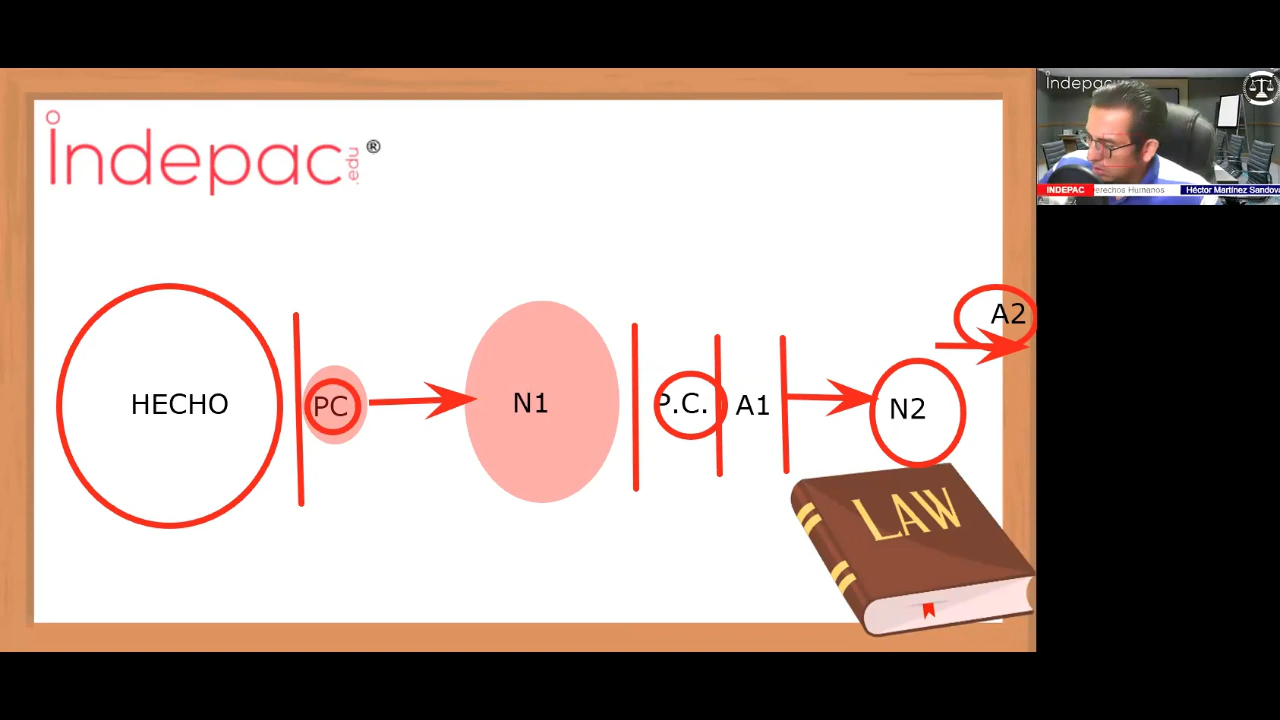 indepac
.edu
®
HECHO
PC
N1
P.C.
A1
N2
A2
LAW
indepac
INDEPAC
erechos Humanos
Héctor Martínez Sandova